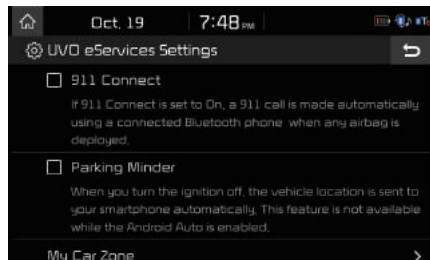 Oct. 19 7:48 PM
UVO eServices Settings
911 Connect
If 911 Connect is set to On, a 911 call is made automatically
using a connected Bluetooth phone when any airbag is
deployed.
Parking Minder
When you turn the ignition off, the vehicle location is sent to
your smartphone automatically. This feature is not available
while the Android Auto is enabled.
My Car Zone